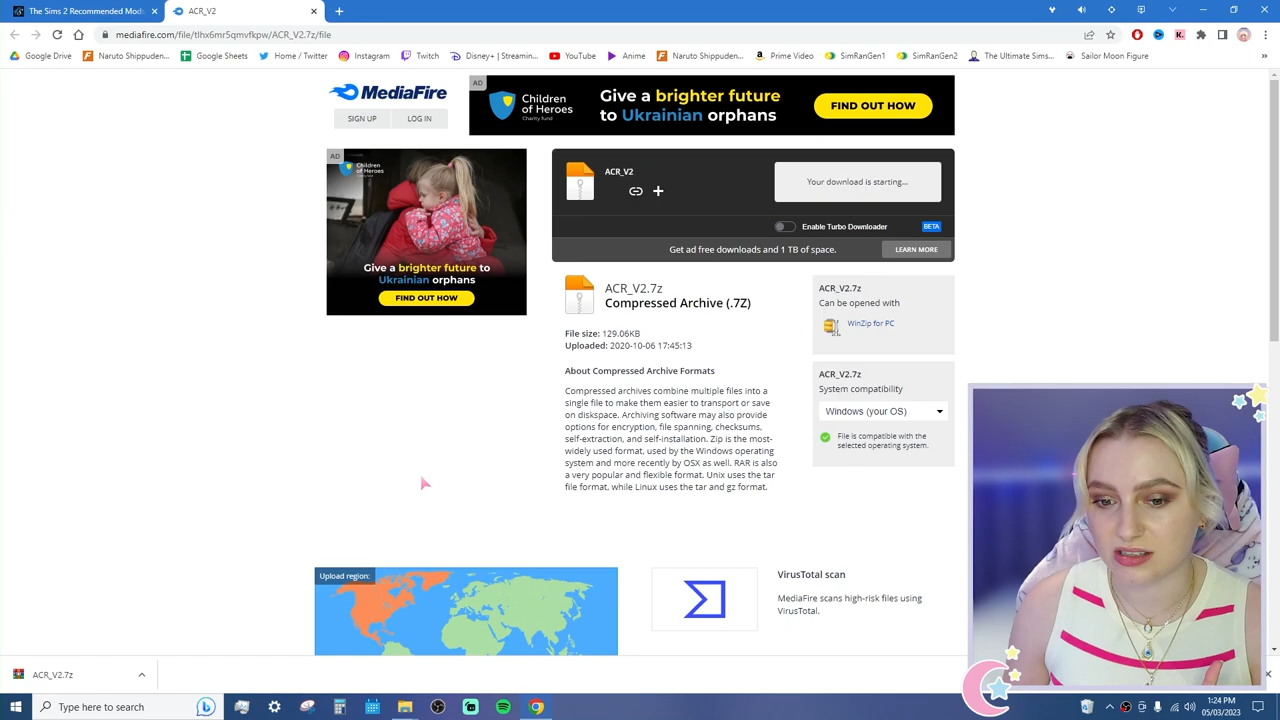 The Sims 2 Recommended Mods
ACR_V2
mediafire.com/file/tlhx6mr5qmvfkpw/ACR_V2.7z/file
Google Drive
Naruto Shippuden...
Google Sheets
Home / Twitter
Instagram
Twitch
Disney+ | Streamin...
YouTube
Anime
Naruto Shippuden...
Prime Video
SimRanGen1
SimRanGen2
The Ultimate Sims...
Sailor Moon Figure
MediaFire
SIGN UP
LOG IN
AD
Children
of Heroes
Charity fund
Give a brighter future
to Ukrainian orphans
FIND OUT HOW
AD
Children
of Heroes
Give a brighter future to
Ukrainian orphans
FIND OUT HOW
ACR_V2
Your download is starting...
Enable Turbo Downloader
BETA
Get ad free downloads and 1 TB of space.
LEARN MORE
ACR_V2.7z
Compressed Archive (.7Z)
File size: 129.06KB
Uploaded: 2020-10-06 17:45:13
About Compressed Archive Formats
Compressed archives combine multiple files into a
single file to make them easier to transport or save
on diskspace. Archiving software may also provide
options for encryption, file spanning, checksums,
self-extraction, and self-installation. Zip is the most-
widely used format, used by the Windows operating
system and more recently by OSX as well. RAR is also
a very popular and flexible format. Unix uses the tar
file format, while Linux uses the tar and gz format.
ACR_V2.7z
Can be opened with
WinZip for PC
ACR_V2.7z
System compatibility
Windows (your OS)
File is compatible with the
selected operating system.
Upload region:
VirusTotal scan
MediaFire scans high-risk files using
VirusTotal.
ACR_V2.7z
Type here to search
1:24 PM
05/03/2023